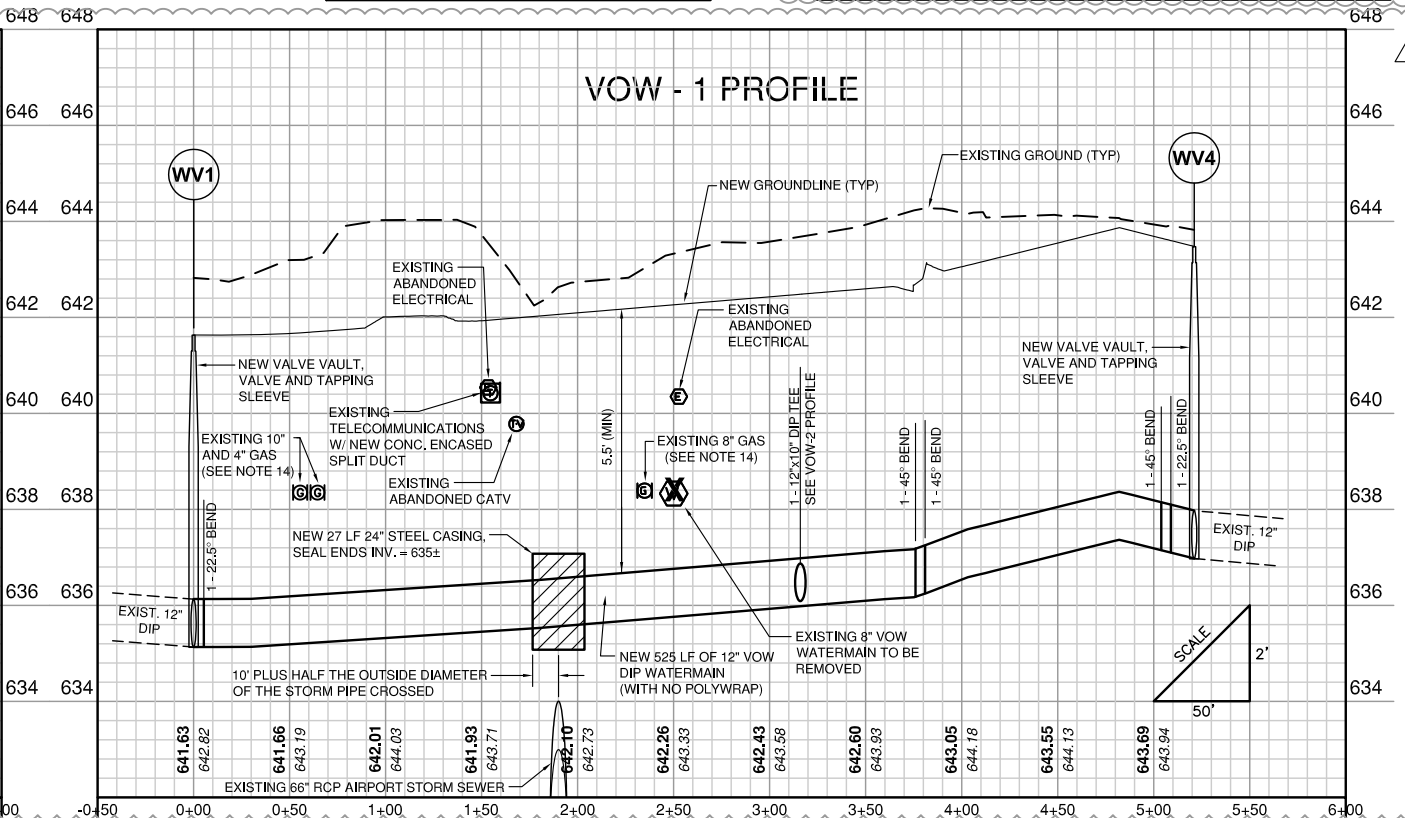 648 648
VOW - 1 PROFILE
646 646 646
WV1
WV4
EXISTING GROUND (TYP)
NEW GROUNDLINE (TYP)
644 644 644
EXISTING
ABANDONED
ELECTRICAL
642 642 642
EXISTING
ABANDONED
ELECTRICAL
NEW VALVE VAULT,
VALVE AND TAPPING
SLEEVE
NEW VALVE VAULT,
VALVE AND TAPPING
SLEEVE
640 640 640
E
T
TV
EXISTING
TELECOMMUNICATIONS
W/ NEW CONC. ENCASED
SPLIT DUCT
EXISTING 10"
AND 4" GAS
(SEE NOTE 14)
EXISTING
ABANDONED CATV
5.5' (MIN)
EXISTING 8" GAS
(SEE NOTE 14)
1 - 12"x10" DIP TEE
SEE VOW-2 PROFILE
1 - 45° BEND
1 - 45° BEND
1 - 45° BEND
1 - 22.5° BEND
638 638 638
G G
G
1 - 22.5° BEND
NEW 27 LF 24" STEEL CASING,
SEAL ENDS INV. = 635±
EXIST. 12"
DIP
636 636 636
EXIST. 12"
DIP
EXISTING 8" VOW
WATERMAIN TO BE
REMOVED
NEW 525 LF OF 12" VOW
DIP WATERMAIN
(WITH NO POLYWRAP)
10' PLUS HALF THE OUTSIDE DIAMETER
OF THE STORM PIPE CROSSED
SCALE
2'
50'
634 634 634
641.63
642.82
641.66
643.19
642.01
644.03
641.93
643.71
642.10
642.73
642.26
643.33
642.43
643.58
642.60
643.93
643.05
644.18
643.55
644.13
643.69
643.94
EXISTING 66" RCP AIRPORT STORM SEWER
00 -0+50 0+00 0+50 1+00 1+50 2+00 2+50 3+00 3+50 4+00 4+50 5+00 5+50 6+00